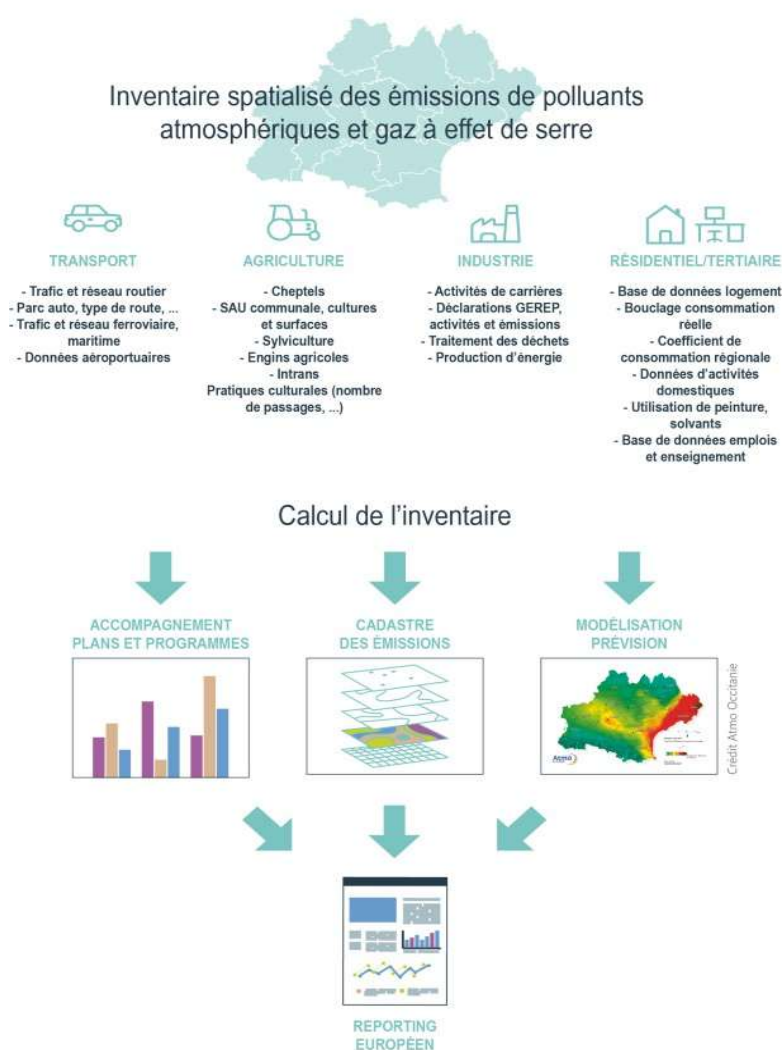 Inventaire spatialisé des émissions de polluants
atmosphériques et gaz à effet de serre
TRANSPORT
- Trafic et réseau routier
- Parc auto, type de route, ...
- Trafic et réseau ferroviaire,
maritime
- Données aéroportuaires
AGRICULTURE
- Cheptels
- SAU communale, cultures
et surfaces
- Sylviculture
- Engins agricoles
- Intrans
Pratiques culturales (nombre
de passages, ...)
INDUSTRIE
- Activités de carrières
- Déclarations GEREP,
activités et émissions
- Traitement des déchets
- Production d'énergie
RÉSIDENTIEL/TERTIAIRE
- Base de données logement
- Bouclage consommation
réelle
- Coefficient de
consommation régionale
- Données d'activités
domestiques
- Utilisation de peinture,
solvants
- Base de données emplois
et enseignement
Calcul de l'inventaire
ACCOMPAGNEMENT
PLANS ET PROGRAMMES
CADASTRE
DES ÉMISSIONS
MODÉLISATION
PRÉVISION
Atmo
Crédit Atmo Occitanie
REPORTING
EUROPÉEN